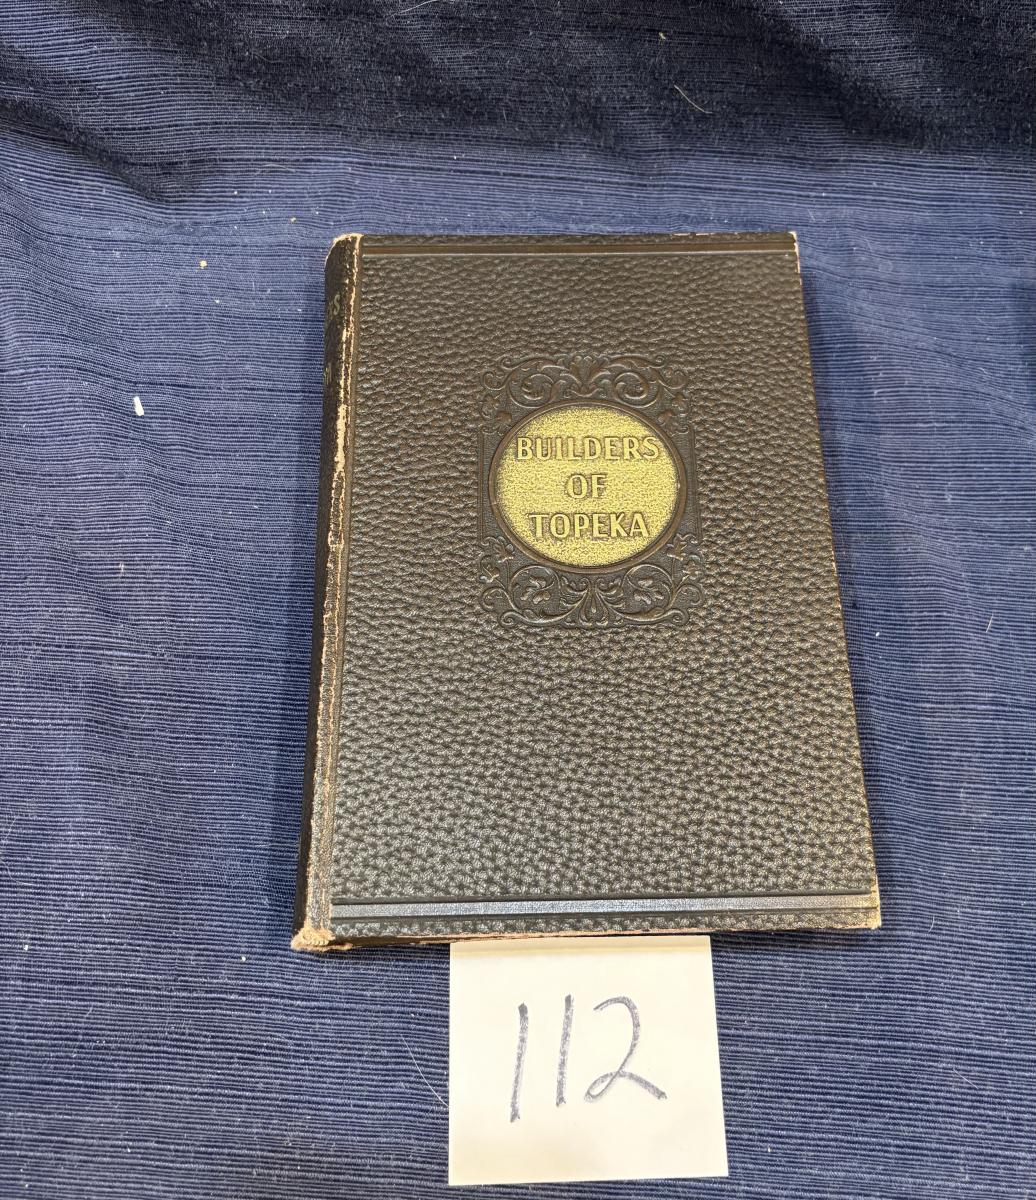 BUILDERS
OF
TOPEKA
112